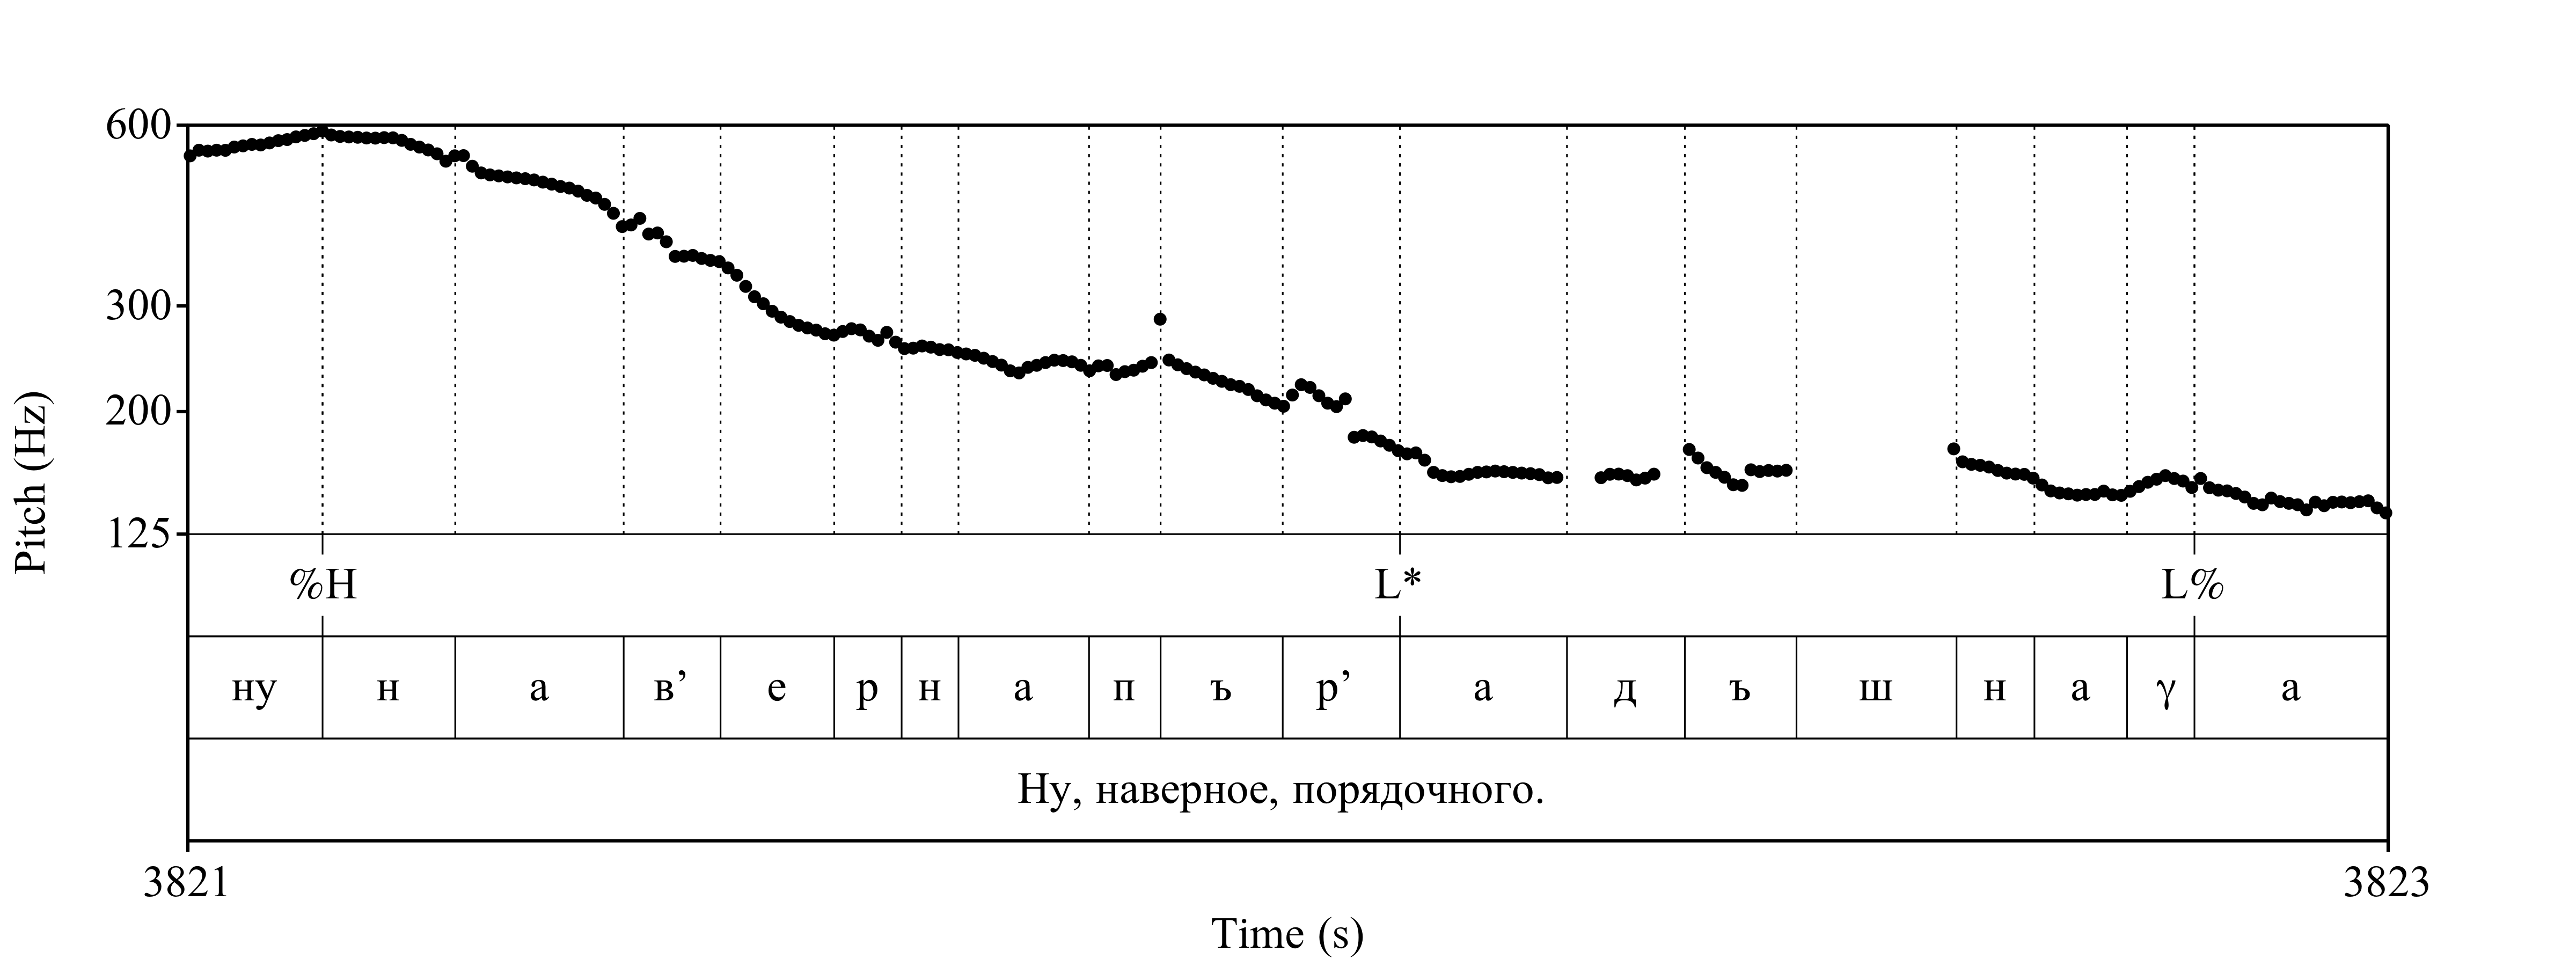 600
300
200
125
Pitch (Hz)
%H L* L%
ну н а в’ е р н а п ъ р’ а д ъ ш н а γ а
Ну, наверное, порядочного.
3821 3823
Time (s)